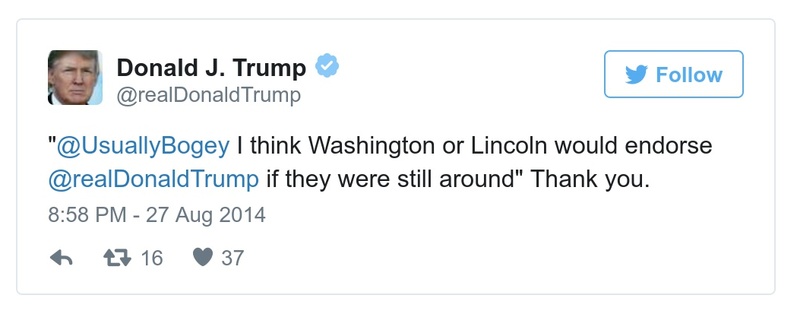 Donald J. Trump
@realDonaldTrump
Follow
"@UsuallyBogey I think Washington or Lincoln would endorse
@realDonaldTrump if they were still around" Thank you.
8:58 PM - 27 Aug 2014
16 37